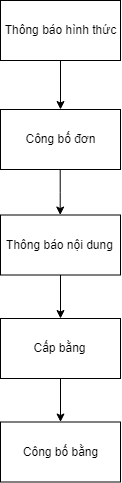 Thông báo hình thức
Công bố đơn
Thông báo nội dung
Cấp bằng
Công bố bằng